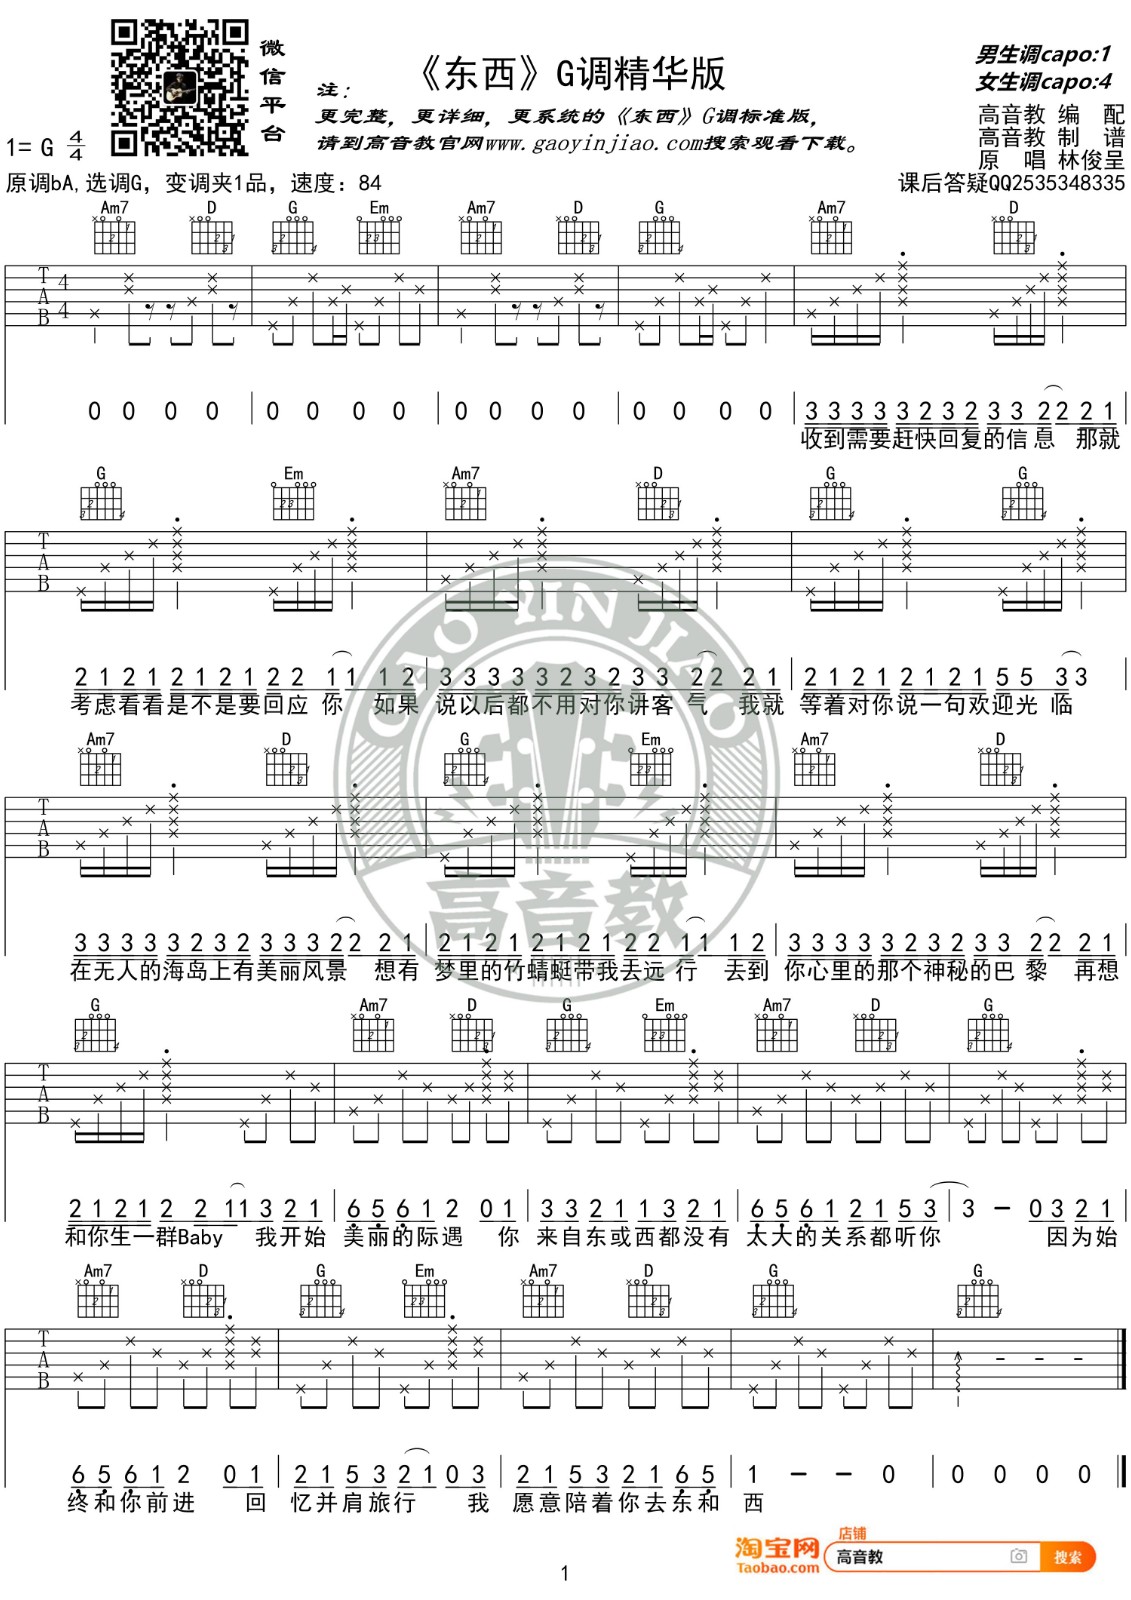 微信平台
《东西》G调精华版
男生调capo:1
女生调capo:4
注：
更完整，更详细，更系统的《东西》G调标准版，
请到高音教官网www.gaoyinjiao.com搜索观看下载。
高音教 编 配
高音教 制 谱
原 唱 林俊呈
1= G 4/4
原调bA,选调G，变调夹1品，速度：84
课后答疑QQ2535348335
Am7 D G Em Am7 D G Am7 D
T A B 4 4
0 0 0 0 0 0 0 0 0 0 0 0 0 0 0 0 3 3 3 3 3 2 3 2 3 3 2 2 2 1
收到需要赶快回复的信息 那就
G Em Am7 D G G
T A B
2 1 2 1 2 1 2 1 2 2 1 1 1 2 3 3 3 3 3 2 3 2 3 3 2 2 2 1 2 1 2 1 2 1 2 1 5 5 3 3
考虑看看是不是要回应你 如果 说以后都不用对你讲客气 我就 等着对你说一句欢迎光临
Am7 D G Em Am7 D
T A B
3 3 3 3 3 2 3 2 3 3 3 2 2 2 1 2 1 2 1 2 1 2 1 2 2 1 1 1 2 3 3 3 3 3 2 3 2 3 3 3 2 2 2 1
在无人的海岛上有美丽风景 想有 梦里的竹蜻蜓带我去远行 去到 你心里的那个神秘的巴黎 再想
G Am7 D G Em Am7 D G
T A B
2 1 2 1 2 2 1 1 3 2 1 6 5 6 1 2 0 1 3 3 2 1 1 3 2 1 6 5 6 1 2 1 5 3 3 — 0 3 2 1
和你生一群Baby 我开始 美丽的际遇 你 来自东或西都没有 太大的关系都听你 因为始
Am7 D G Em Am7 D G G
T A B
6 5 6 1 2 0 1 2 1 5 3 2 1 0 3 2 1 5 3 2 1 6 5 1 — — 0 0 0 0 0
终和你前进 回 忆并肩旅行 我 愿意陪着你去东和 西
GAO YIN JIAO
高音教
淘宝网
Taobao.com
店铺
高音教
搜索
1